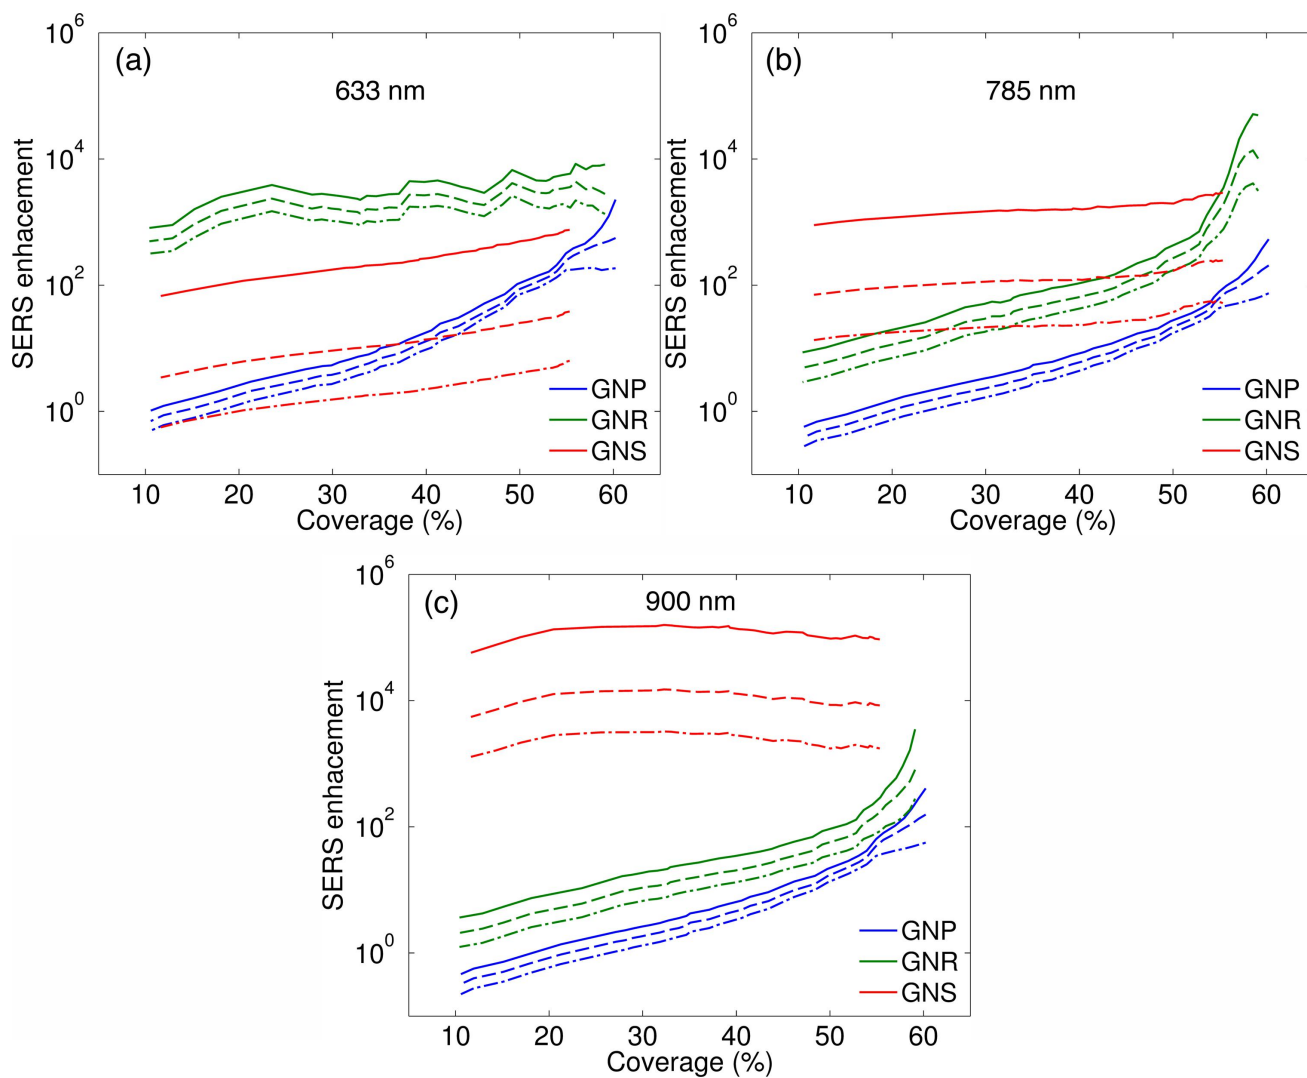 (a)
633 nm
SERS enhacement
10^6
10^4
10^2
10^0
10 20 30 40 50 60
Coverage (%)
GNP
GNR
GNS
(b)
785 nm
SERS enhacement
10^6
10^4
10^2
10^0
10 20 30 40 50 60
Coverage (%)
GNP
GNR
GNS
(c)
900 nm
SERS enhacement
10^6
10^4
10^2
10^0
10 20 30 40 50 60
Coverage (%)
GNP
GNR
GNS